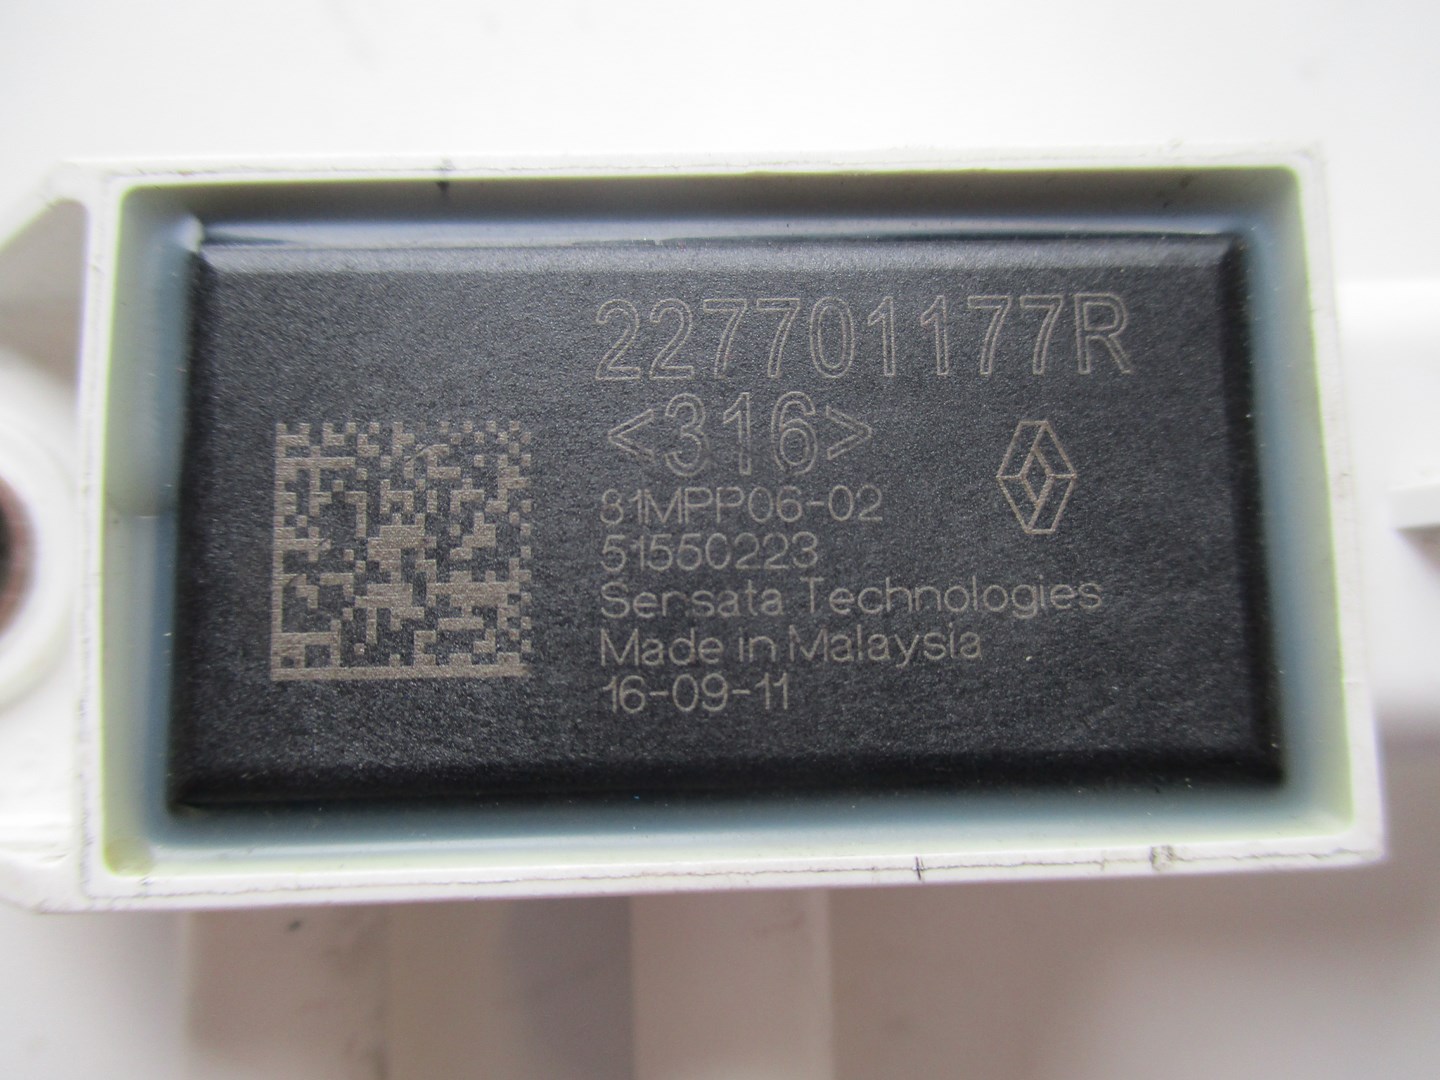 227701177R
<316>
81MPP06-02
51550223
Sensata Technologies
Made in Malaysia
16-09-11